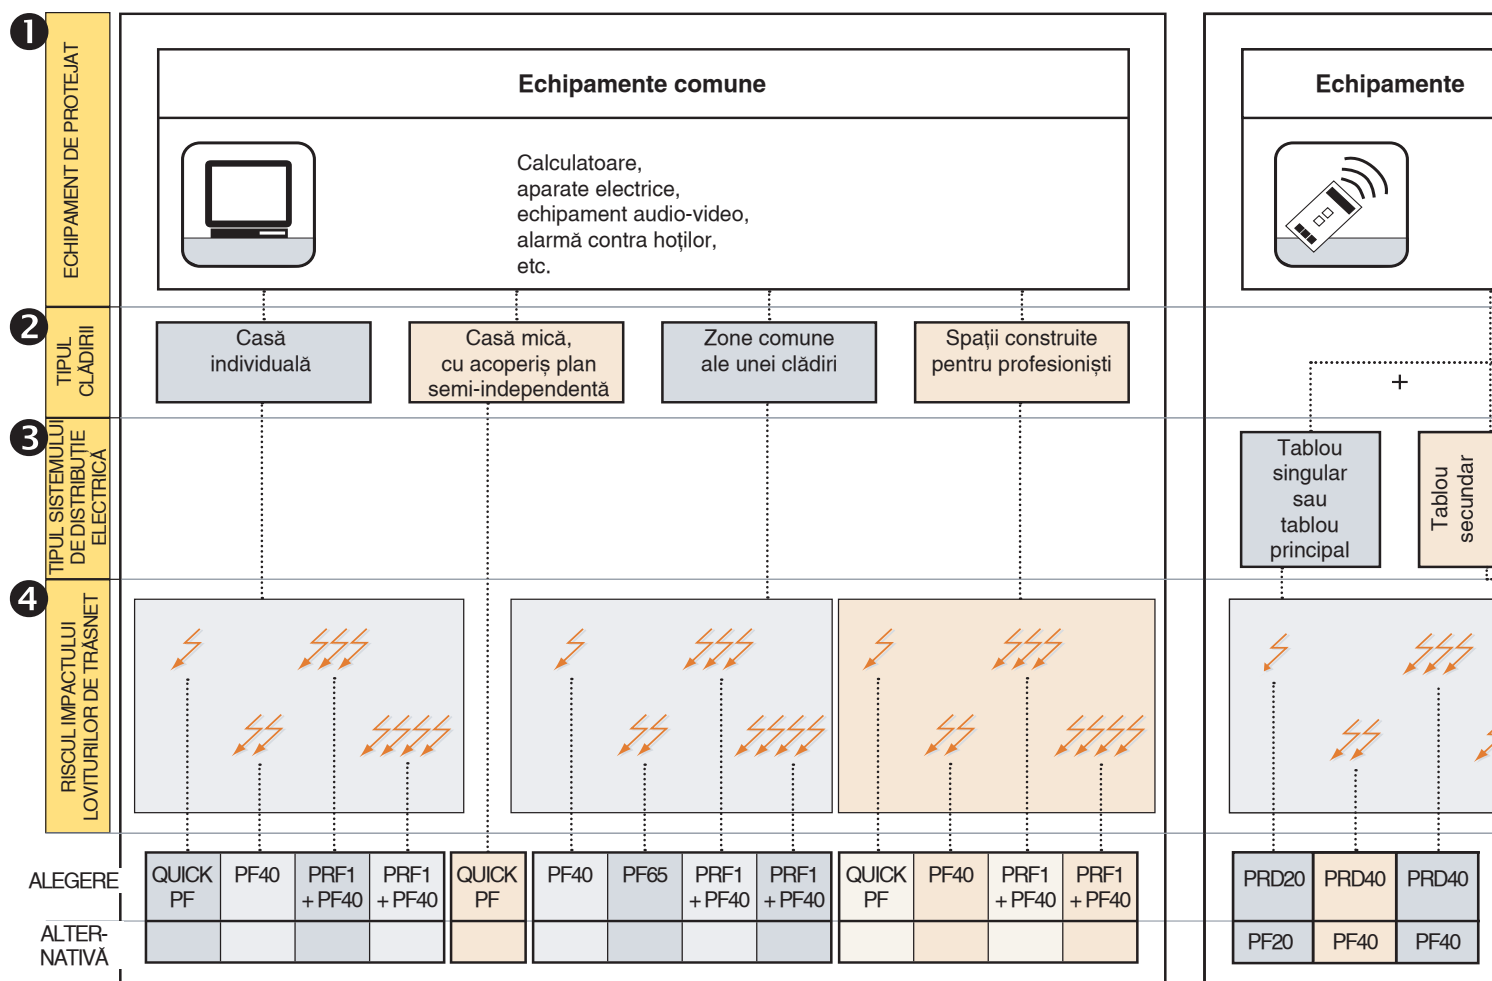 1
ECHIPAMENT DE PROTEJAT
Echipamente comune
Calculatoare,
aparate electrice,
echipament audio-video,
alarmă contra hoților,
etc.
Echipamente
2
TIPUL
CLĂDIRII
Casă
individuală
Casă mică,
cu acoperiș plan
semi-independentă
Zone comune
ale unei clădiri
Spații construite
pentru profesioniști
+
3
TIPUL SISTEMULUI
DE DISTRIBUȚIE
ELECTRICĂ
Tablou
singular
sau
tablou
principal
Tablou
secundar
4
RISCUL IMPACTULUI
LOVITURILOR DE TRĂSNET
ALEGERE
QUICK
PF
PF40
PRF1
+ PF40
PRF1
+ PF40
QUICK
PF
PF40
PF65
PRF1
+ PF40
PRF1
+ PF40
QUICK
PF
PF40
PRF1
+ PF40
PRF1
+ PF40
PRD20
PRD40
PRD40
ALTER-
NATIVĂ
PF20
PF40
PF40